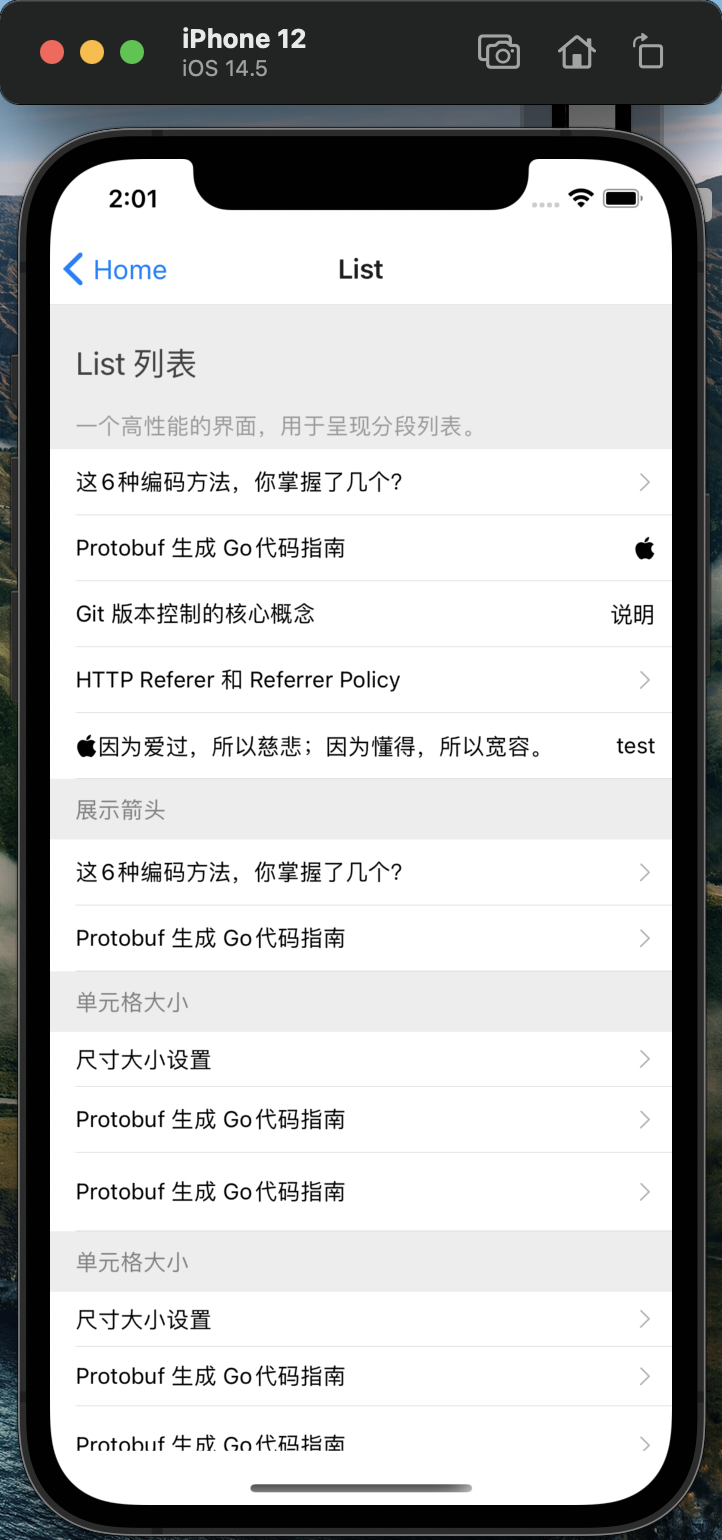 iPhone 12
iOS 14.5
2:01
Home
List
List 列表
一个高性能的界面，用于呈现分段列表。
这6种编码方法，你掌握了几个?
Protobuf 生成 Go代码指南
Git 版本控制的核心概念 说明
HTTP Referer 和 Referrer Policy
因为爱过，所以慈悲；因为懂得，所以宽容。 test
展示箭头
这6种编码方法，你掌握了几个?
Protobuf 生成 Go代码指南
单元格大小
尺寸大小设置
Protobuf 生成 Go代码指南
Protobuf 生成 Go代码指南
单元格大小
尺寸大小设置
Protobuf 生成 Go代码指南
Protobuf 生成 Go代码指南